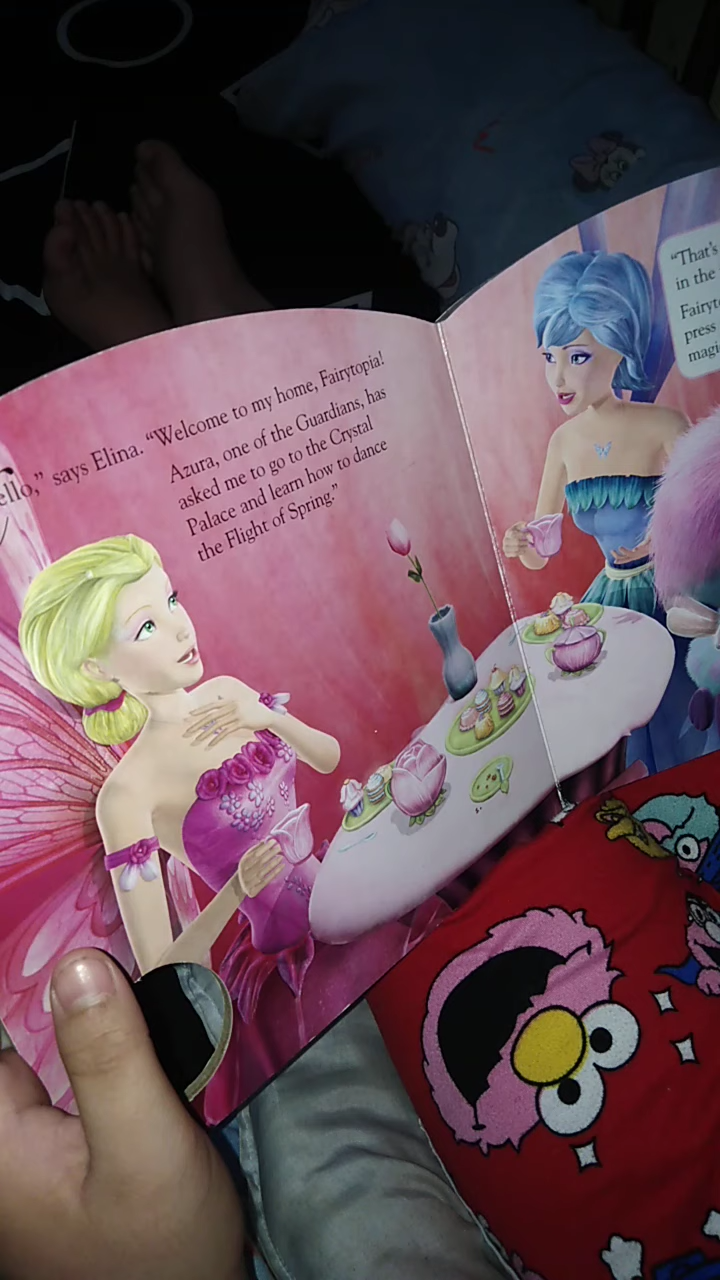 ello," says Elina. "Welcome to my home, Fairytopia!
Azura, one of the Guardians, has
asked me to go to the Crystal
Palace and learn how to dance
the Flight of Spring."
"That's
in the
Fairyt
press
magi